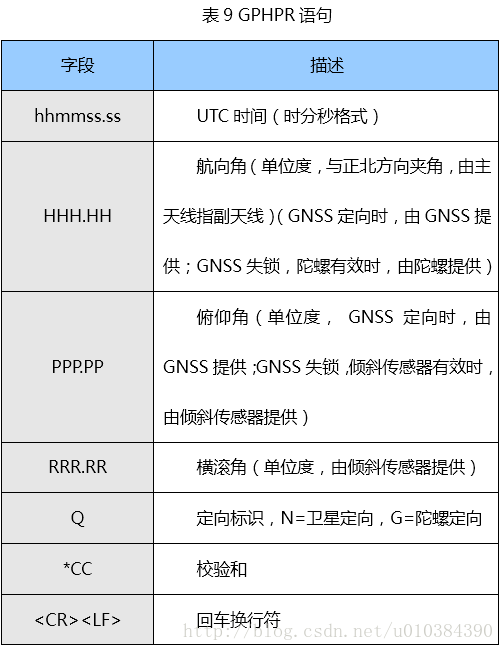 表 9 GPHPR 语句
字段
描述
hhmmss.ss
UTC 时间（时分秒格式）
HHH.HH
航向角（单位度，与正北方向夹角，由主
天线指副天线）（GNSS 定向时，由 GNSS 提
供；GNSS 失锁，陀螺有效时，由陀螺提供）
PPP.PP
俯仰角（单位度， GNSS 定向时，由
GNSS 提供；GNSS 失锁，倾斜传感器有效时，
由倾斜传感器提供）
RRR.RR
横滚角（单位度，由倾斜传感器提供）
Q
定向标识，N=卫星定向，G=陀螺定向
*CC
校验和
<CR><LF>
回车换行符
http://blog.csdn.net/u010384390